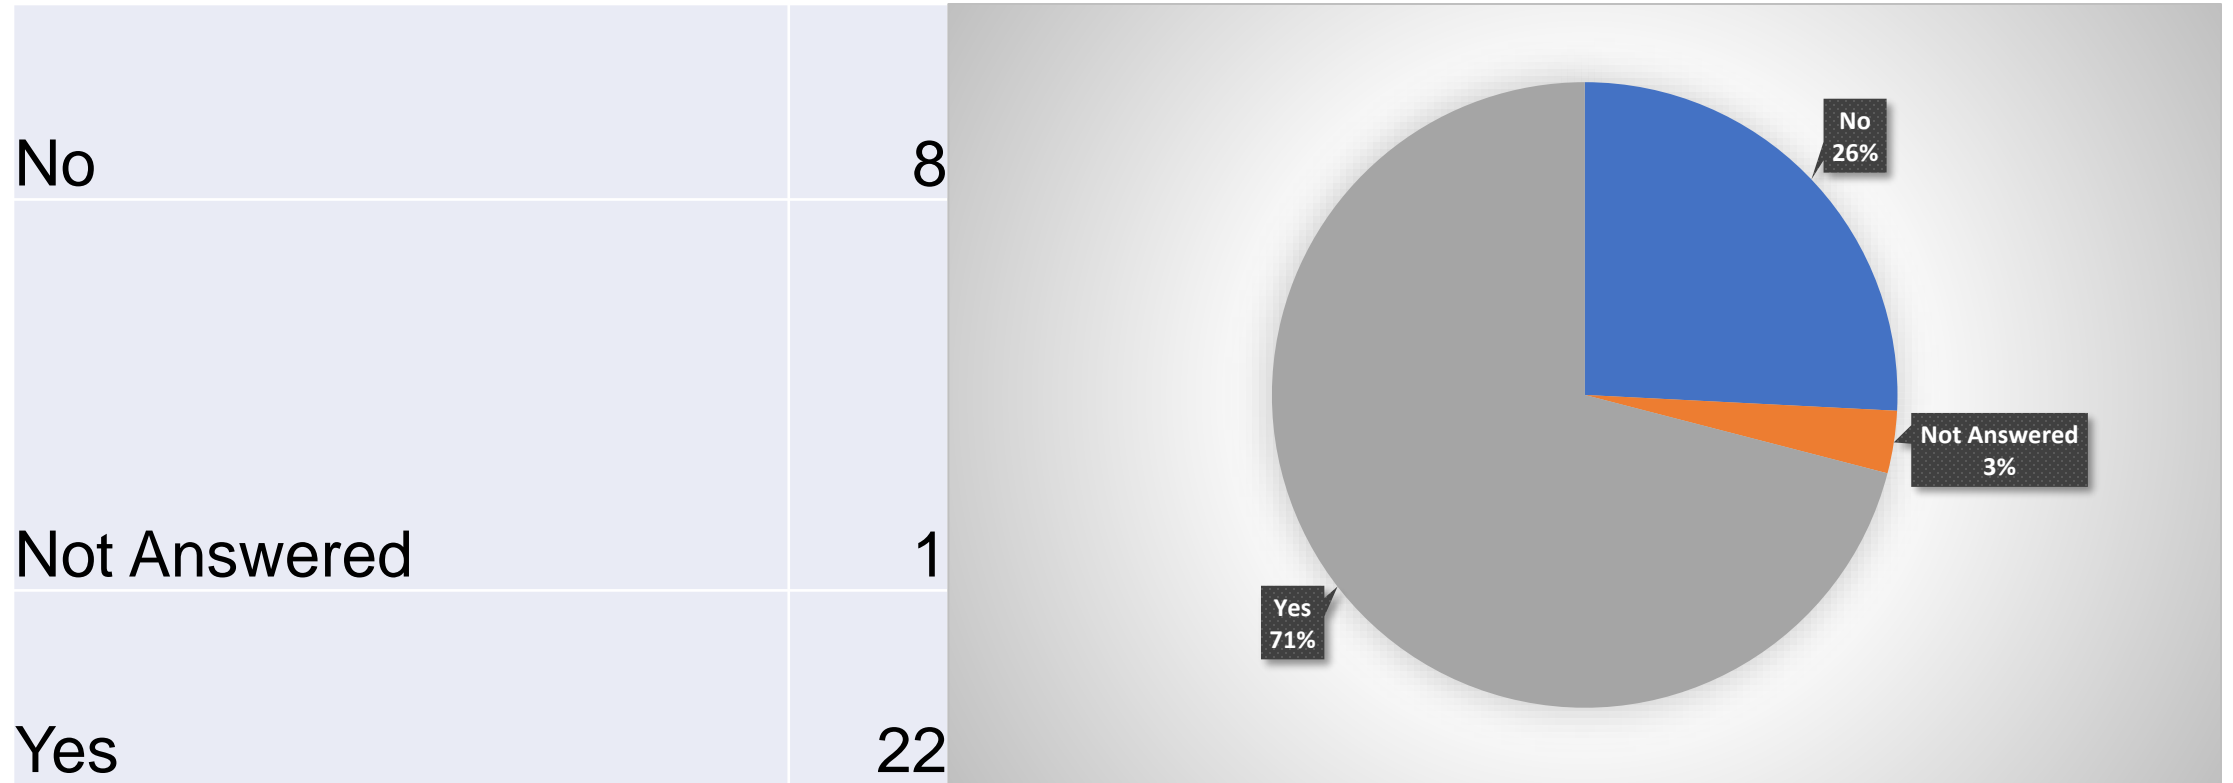 No 8
Not Answered 1
Yes 22
No
26%
Not Answered
3%
Yes
71%